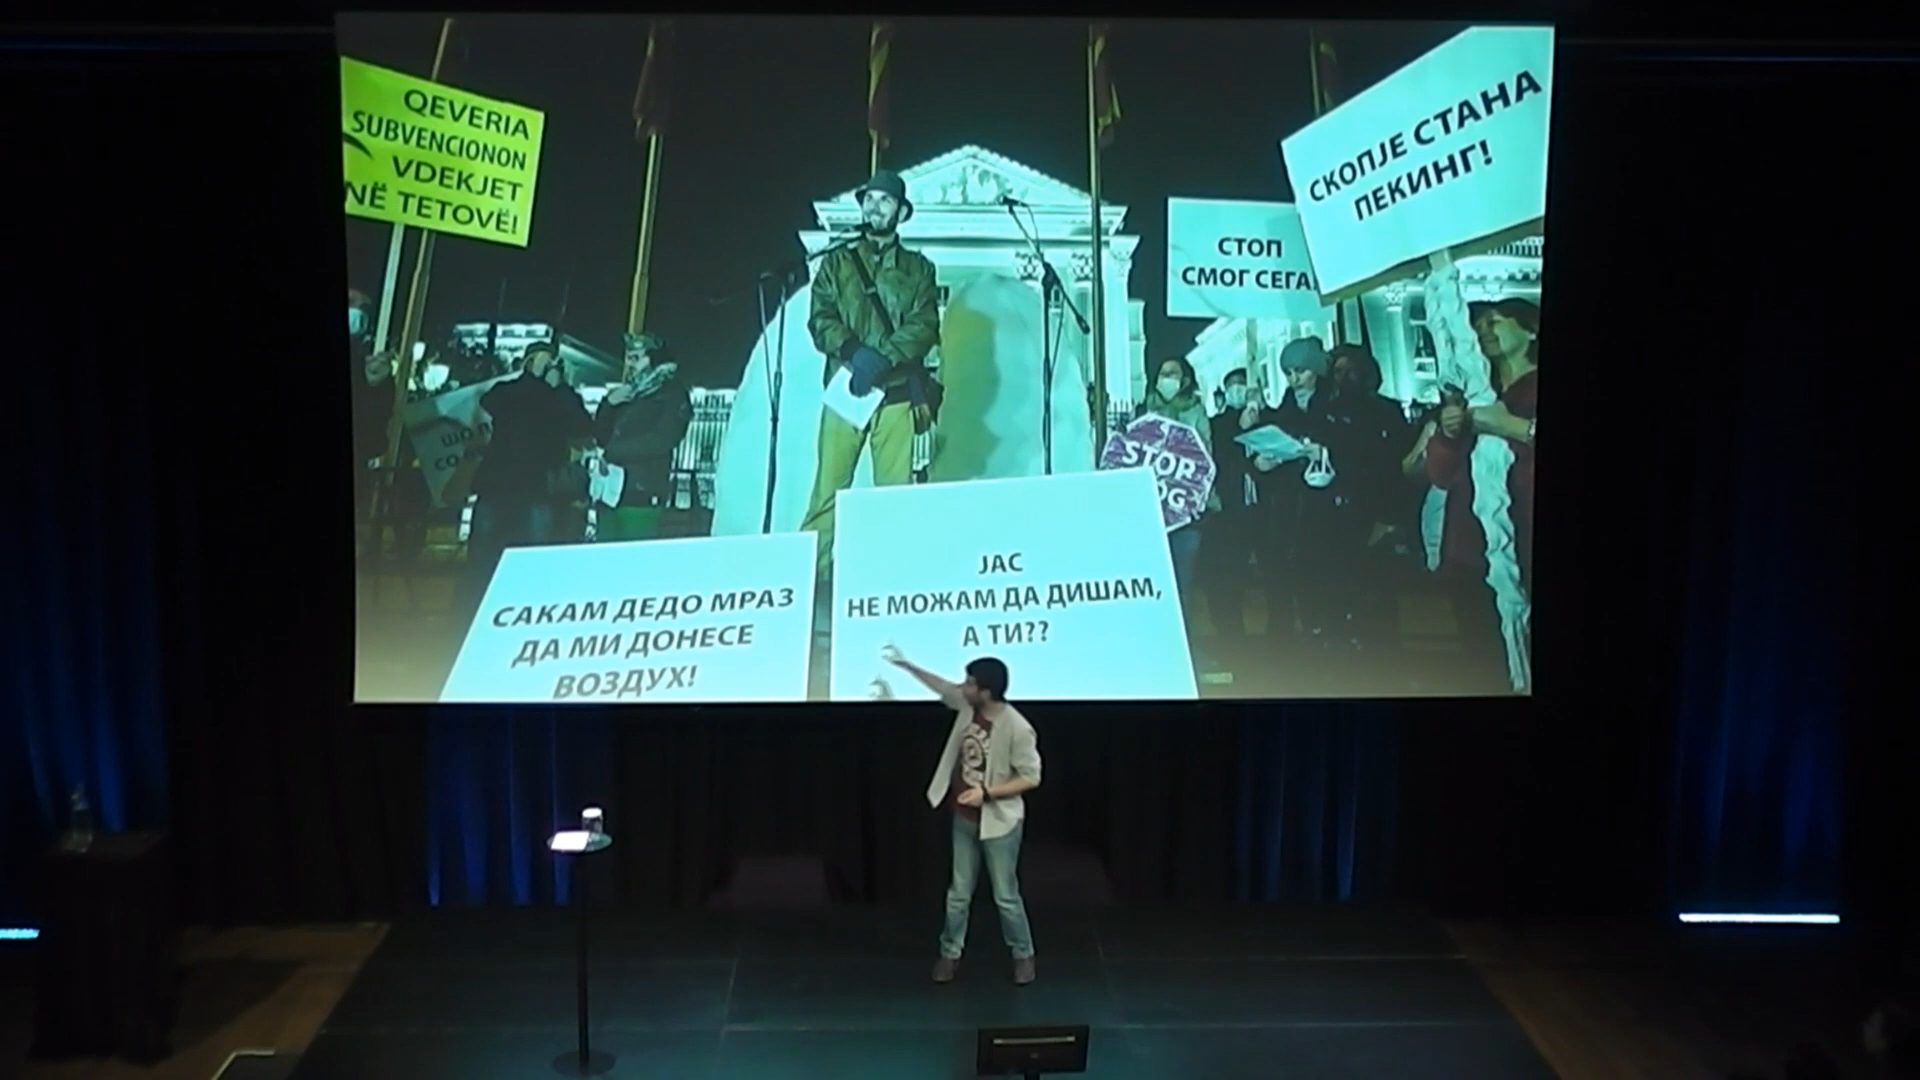 QEVERIA
SUBVENCIONON
VDEKJET
NË TETOVË!
СКОПЈЕ СТАНА
ПЕКИНГ!
СТОП
СМОГ СЕГА!
STOP
САКАМ ДЕДО МРАЗ
ДА МИ ДОНЕСЕ
ВОЗДУХ!
ЈАС
НЕ МОЖАМ ДА ДИШАМ,
А ТИ??